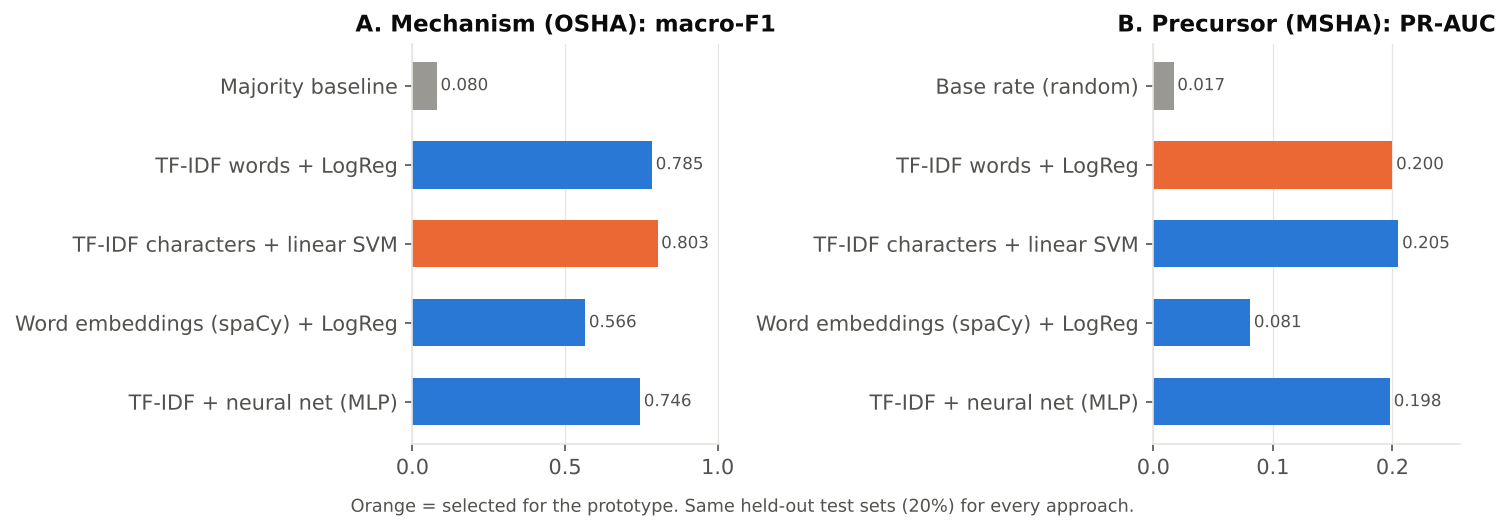 A. Mechanism (OSHA): macro-F1
Majority baseline
0.080
TF-IDF words + LogReg
0.785
TF-IDF characters + linear SVM
0.803
Word embeddings (spaCy) + LogReg
0.566
TF-IDF + neural net (MLP)
0.746
0.0 0.5 1.0
B. Precursor (MSHA): PR-AUC
Base rate (random)
0.017
TF-IDF words + LogReg
0.200
TF-IDF characters + linear SVM
0.205
Word embeddings (spaCy) + LogReg
0.081
TF-IDF + neural net (MLP)
0.198
0.0 0.1 0.2
Orange = selected for the prototype. Same held-out test sets (20%) for every approach.